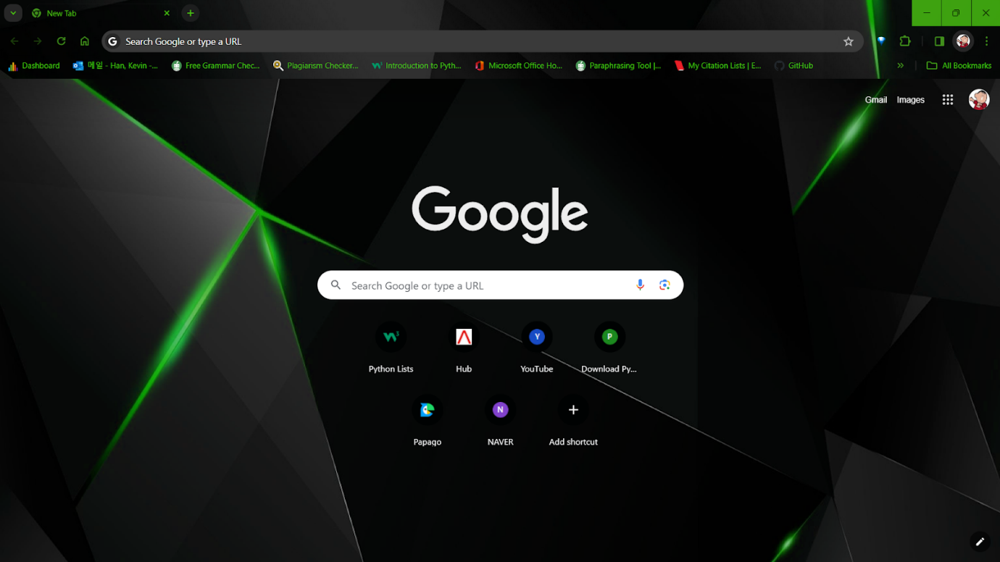 New Tab
Search Google or type a URL
Dashboard
메일 - Han, Kevin -...
Free Grammar Chec...
Plagiarism Checker...
Introduction to Pyth...
Microsoft Office Ho...
Paraphrasing Tool |...
My Citation Lists | E...
GitHub
All Bookmarks
Gmail
Images
Google
Search Google or type a URL
Python Lists
Hub
Y
YouTube
P
Download Py...
Papago
N
NAVER
Add shortcut